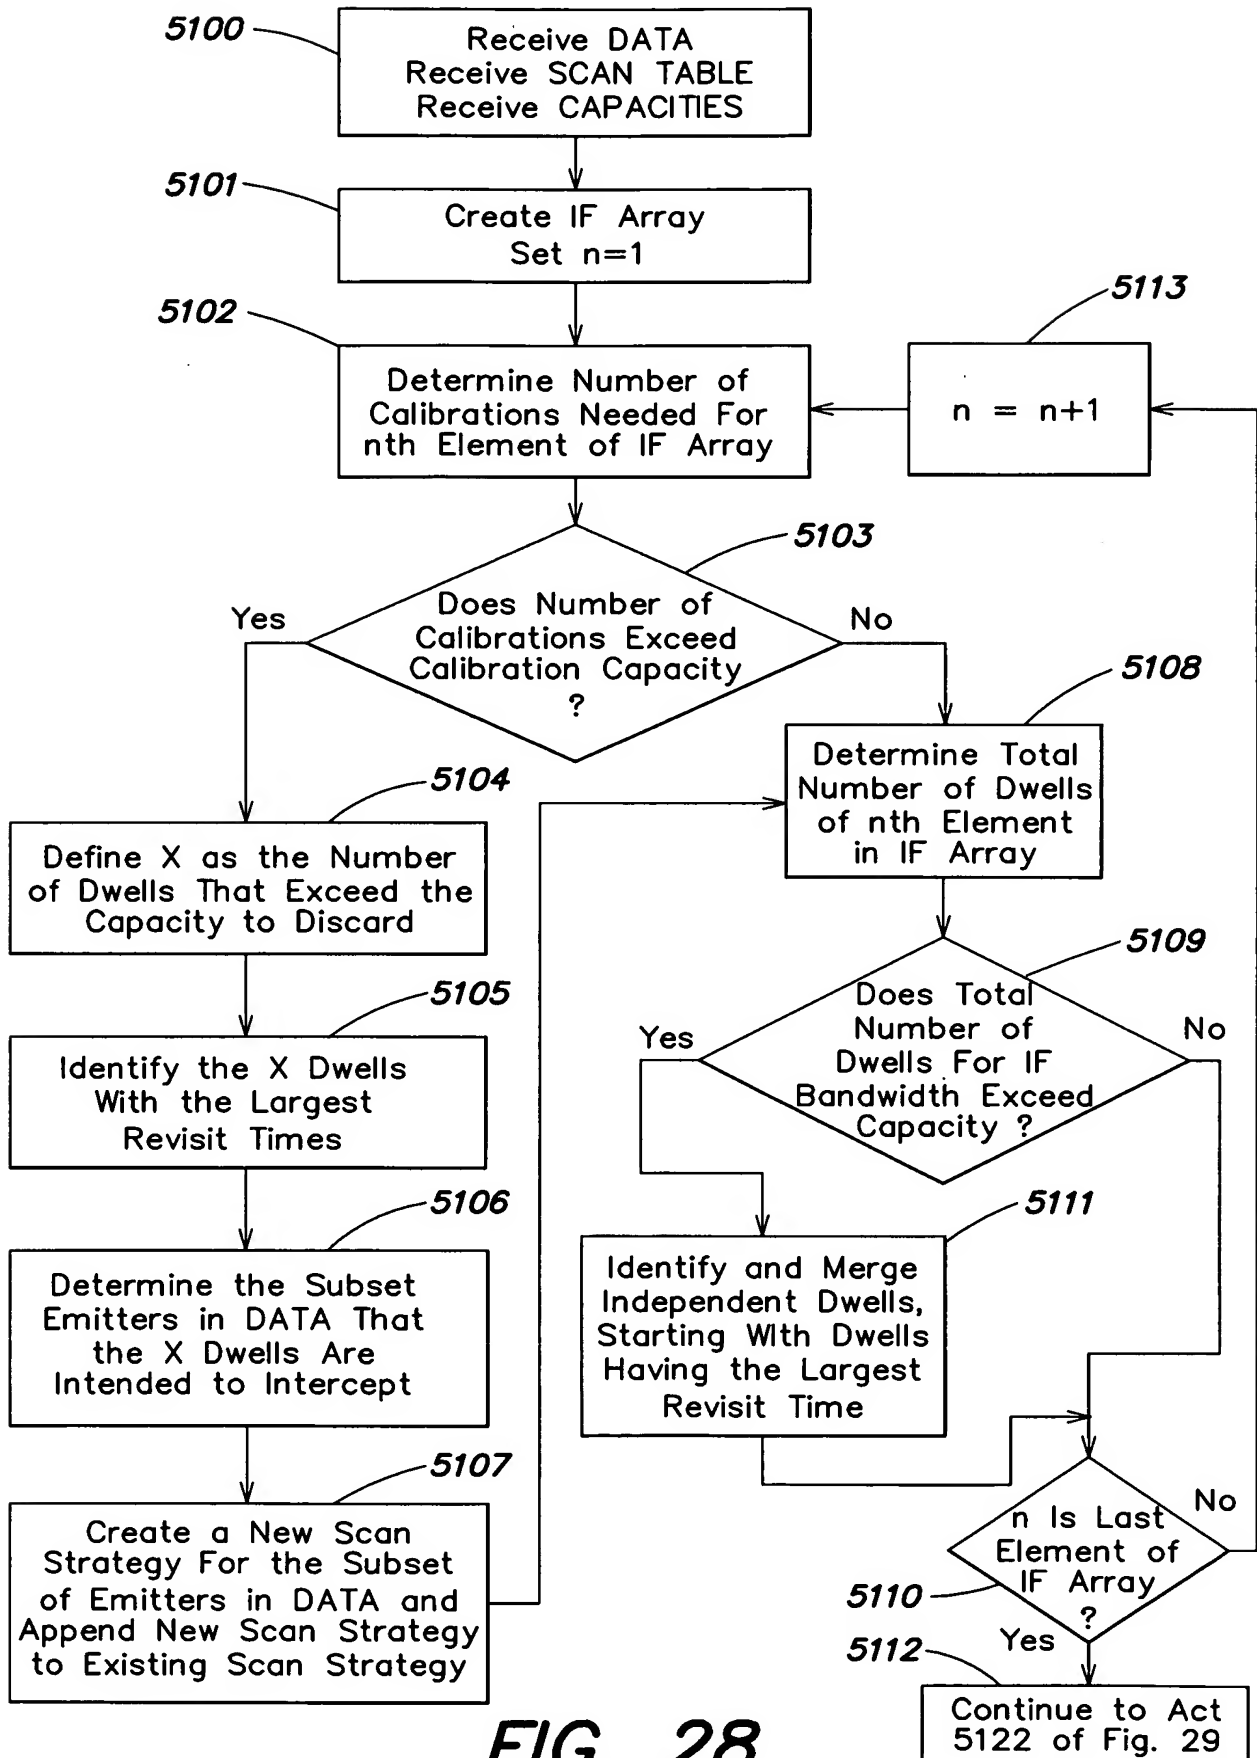 5100
Receive DATA
Receive SCAN TABLE
Receive CAPACITIES
5101
Create IF Array
Set n=1
5102
Determine Number of
Calibrations Needed For
nth Element of IF Array
5113
n = n+1
5103
Does Number of
Calibrations Exceed
Calibration Capacity
?
Yes
No
5104
Define X as the Number
of Dwells That Exceed the
Capacity to Discard
5105
Identify the X Dwells
With the Largest
Revisit Times
5106
Determine the Subset
Emitters in DATA That
the X Dwells Are
Intended to Intercept
5107
Create a New Scan
Strategy For the Subset
of Emitters in DATA and
Append New Scan Strategy
to Existing Scan Strategy
5108
Determine Total
Number of Dwells
of nth Element
in IF Array
5109
Does Total
Number of
Dwells For IF
Bandwidth Exceed
Capacity ?
Yes
No
5111
Identify and Merge
Independent Dwells,
Starting With Dwells
Having the Largest
Revisit Time
5110
n Is Last
Element of
IF Array
?
No
Yes
5112
Continue to Act
5122 of Fig. 29
FIG. 28